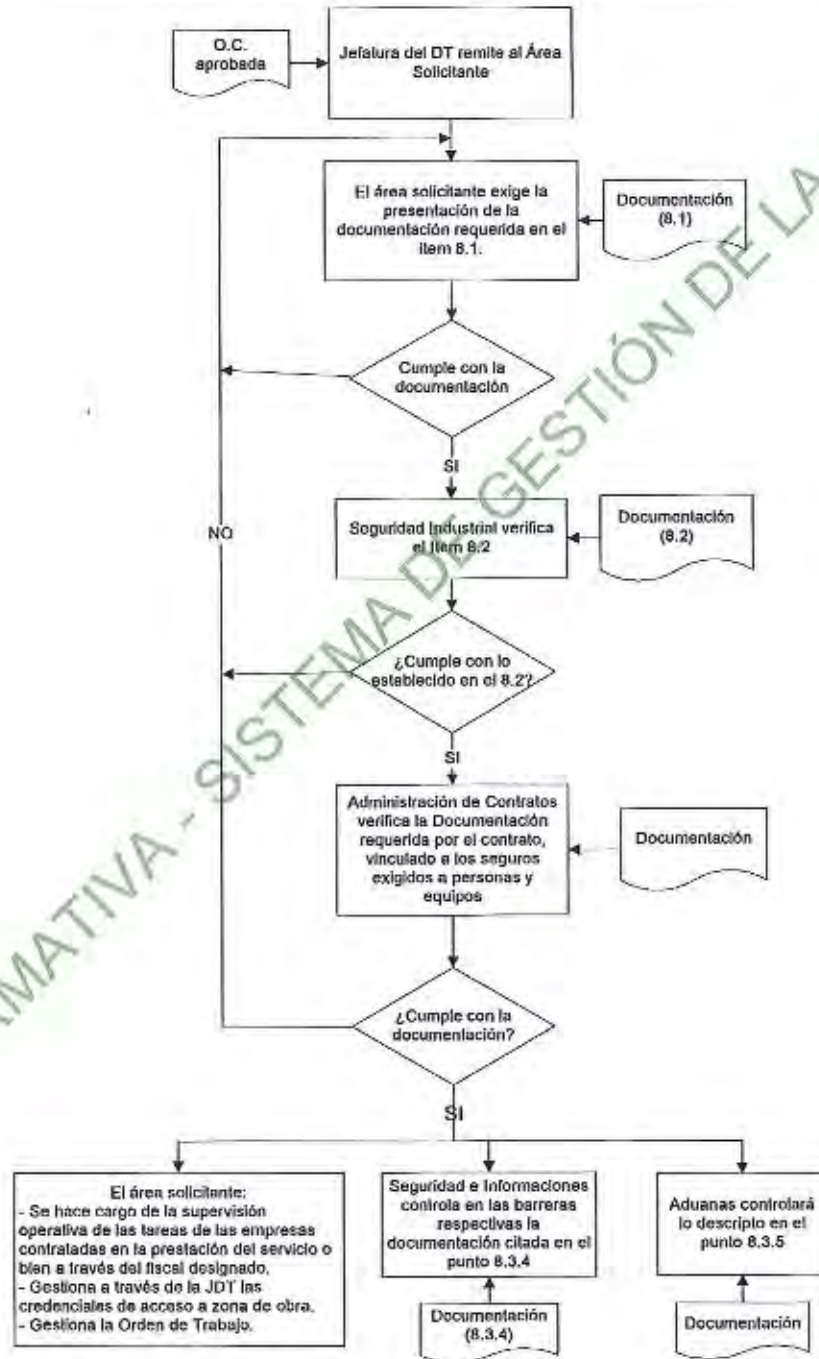 O.C.
aprobada
Jefatura del DT remite al Área
Solicitante
El área solicitante exige la
presentación de la
documentación requerida en el
item 8.1.
Documentación
(8.1)
Cumple con la
documentación
SI
NO
Seguridad Industrial verifica
el Item 8.2
Documentación
(8.2)
¿Cumple con lo
establecido en el 8.2?
SI
Administración de Contratos
verifica la Documentación
requerida por el contrato,
vinculado a los seguros
exigidos a personas y
equipos
Documentación
¿Cumple con la
documentación?
SI
El área solicitante:
- Se hace cargo de la supervisión
operativa de las tareas de las empresas
contratadas en la prestación del servicio o
bien a través del fiscal designado.
- Gestiona a través de la JDT las
credenciales de acceso a zona de obra.
- Gestiona la Orden de Trabajo.
Seguridad e Informaciones
controla en las barreras
respectivas la
documentación citada en el
punto 8.3.4
Documentación
(8.3.4)
Aduanas controlará
lo descripto en el
punto 8.3.5
Documentación
MATIVA - SISTEMA DE GESTIÓN DE LA